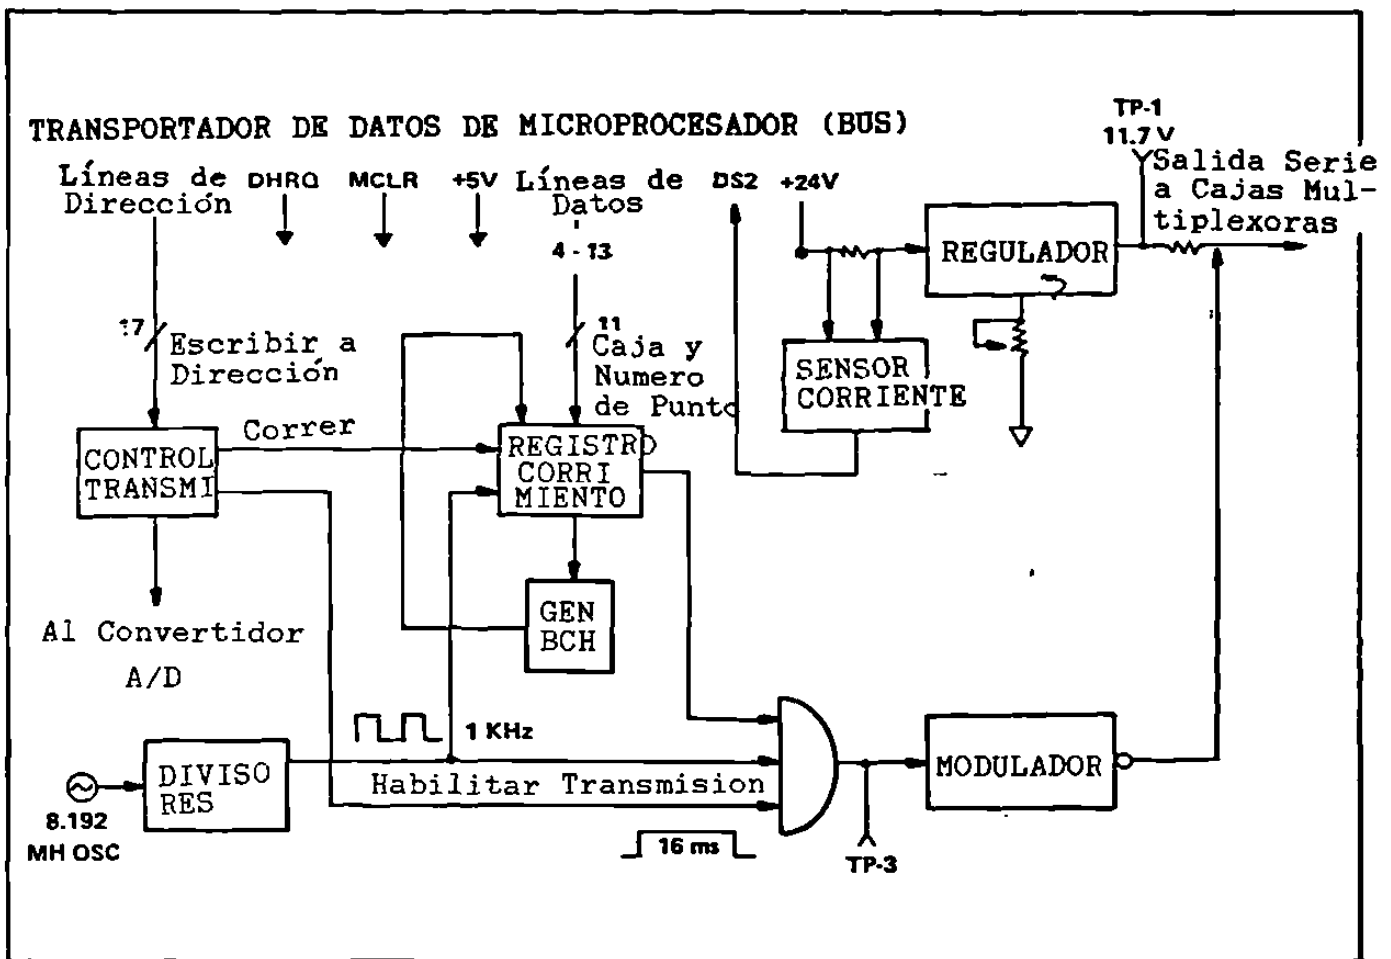 TP-1
11.7 V
TRANSPORTADOR DE DATOS DE MICROPROCESADOR (BUS)
Líneas de
Dirección
DHRQ
MCLR
+5V
Líneas de
Datos
4 - 13
DS2
+24V
Salida Serie
a Cajas Mul-
tiplexoras
REGULADOR
17
Escribir a
Dirección
11
Caja y
Numero
de Punto
SENSOR
CORRIENTE
Correr
CONTROL
TRANSMI
REGISTRO
CORRI
MIENTO
GEN
BCH
Al Convertidor
A/D
1 KHz
DIVISO
RES
Habilitar Transmision
MODULADOR
8.192
MH OSC
16 ms
TP-3